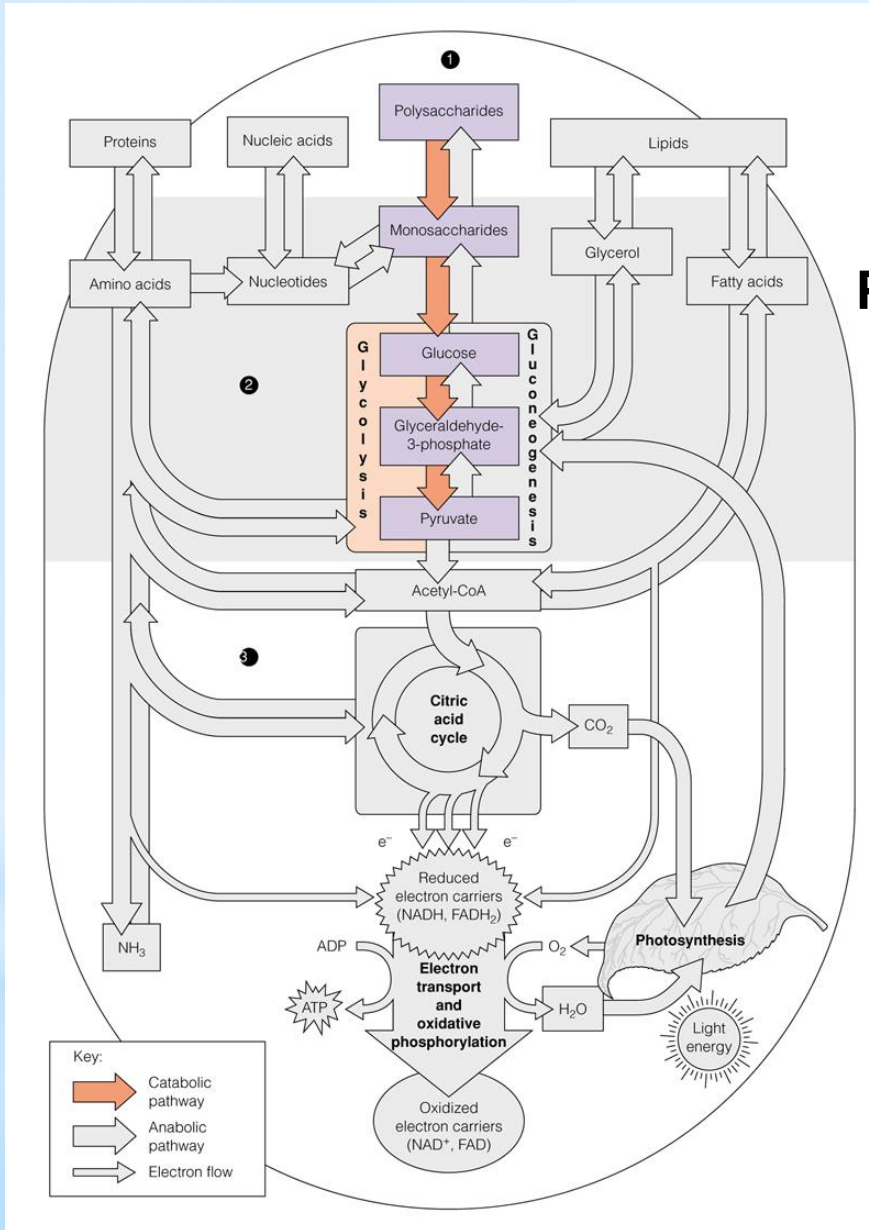 1
Polysaccharides
Proteins
Nucleic acids
Lipids
Monosaccharides
Glycerol
Amino acids
Nucleotides
Fatty acids
2
Glycolysis
Glucose
Glyceraldehyde-
3-phosphate
Pyruvate
Gluconeogenesis
Acetyl-CoA
3
Citric
acid
cycle
CO₂
e⁻
e⁻
Reduced
electron carriers
(NADH, FADH₂)
NH₃
ADP
ATP
Electron
transport
and
oxidative
phosphorylation
O₂
H₂O
Photosynthesis
Light
energy
Oxidized
electron carriers
(NAD⁺, FAD)
Key:
Catabolic
pathway
Anabolic
pathway
Electron flow